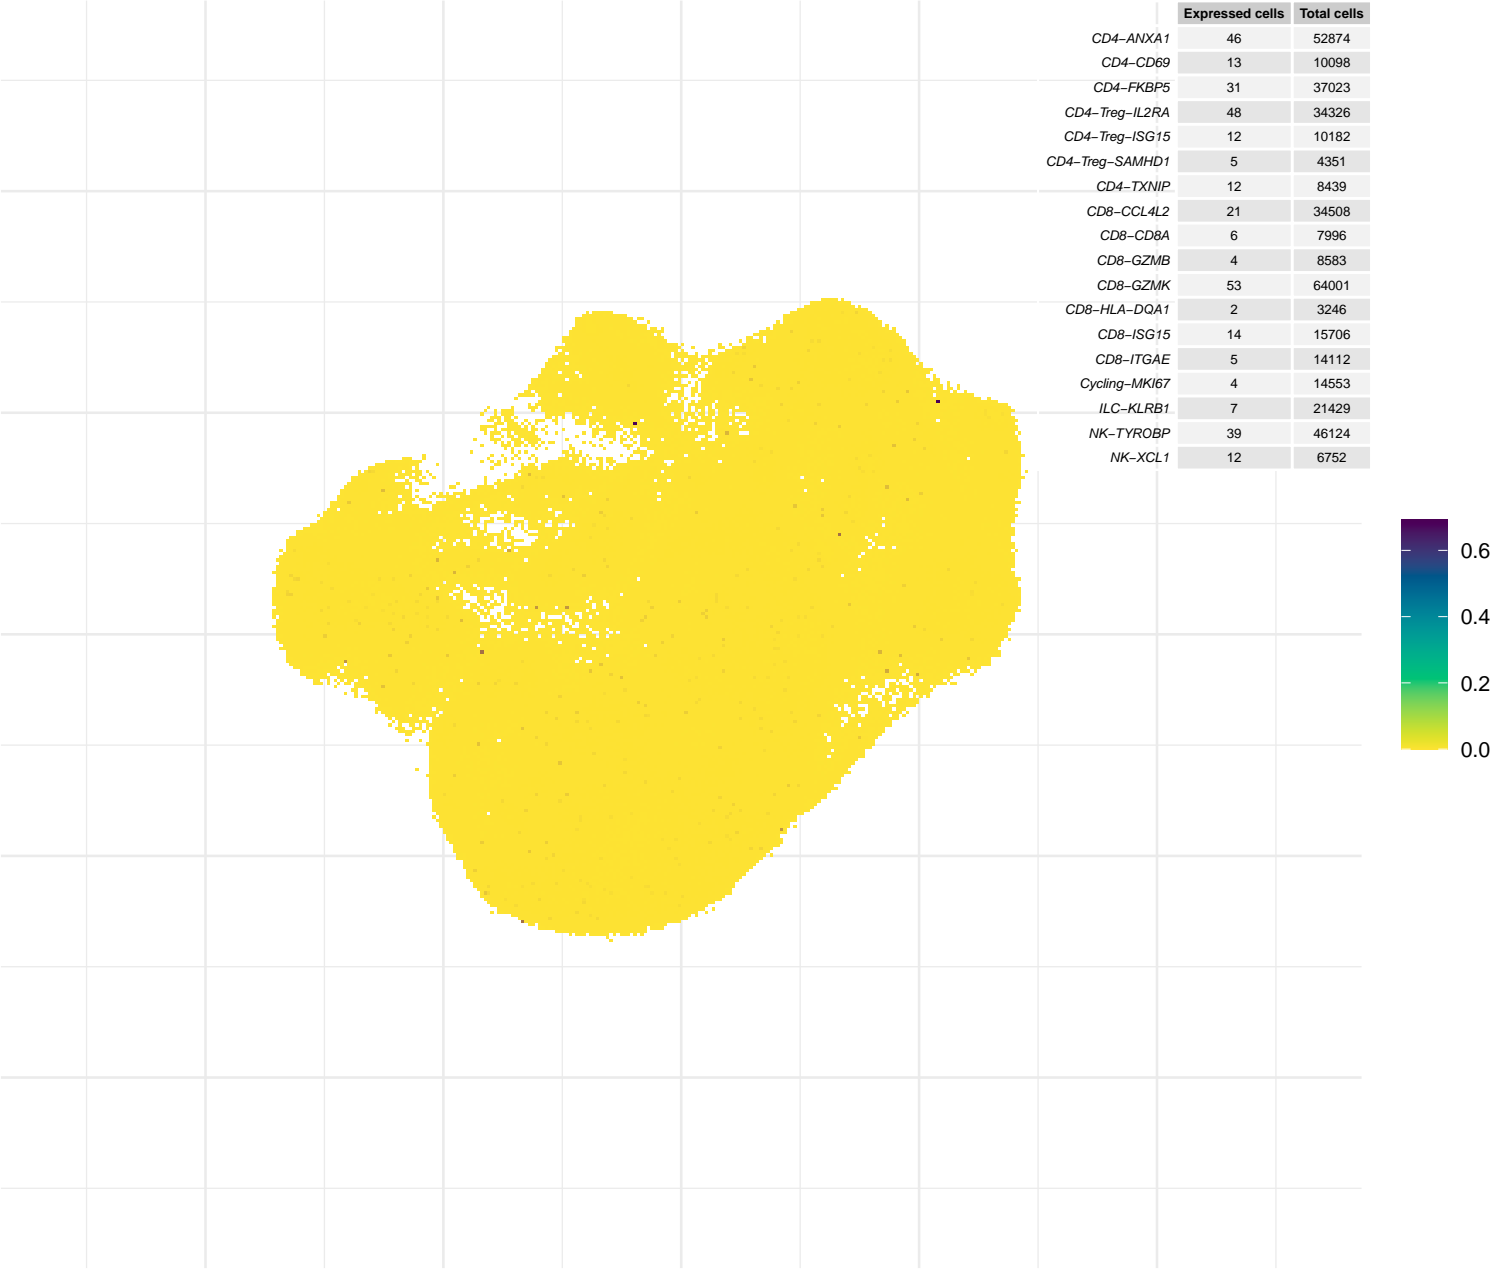 Expressed cells Total cells
CD4−ANXA1 46 52874
CD4−CD69 13 10098
CD4−FKBP5 31 37023
CD4−Treg−IL2RA 48 34326
CD4−Treg−ISG15 12 10182
CD4−Treg−SAMHD1 5 4351
CD4−TXNIP 12 8439
CD8−CCL4L2 21 34508
CD8−CD8A 6 7996
CD8−GZMB 4 8583
CD8−GZMK 53 64001
CD8−HLA−DQA1 2 3246
CD8−ISG15 14 15706
CD8−ITGAE 5 14112
Cycling−MKI67 4 14553
ILC−KLRB1 7 21429
NK−TYROBP 39 46124
NK−XCL1 12 6752
0.6
0.4
0.2
0.0